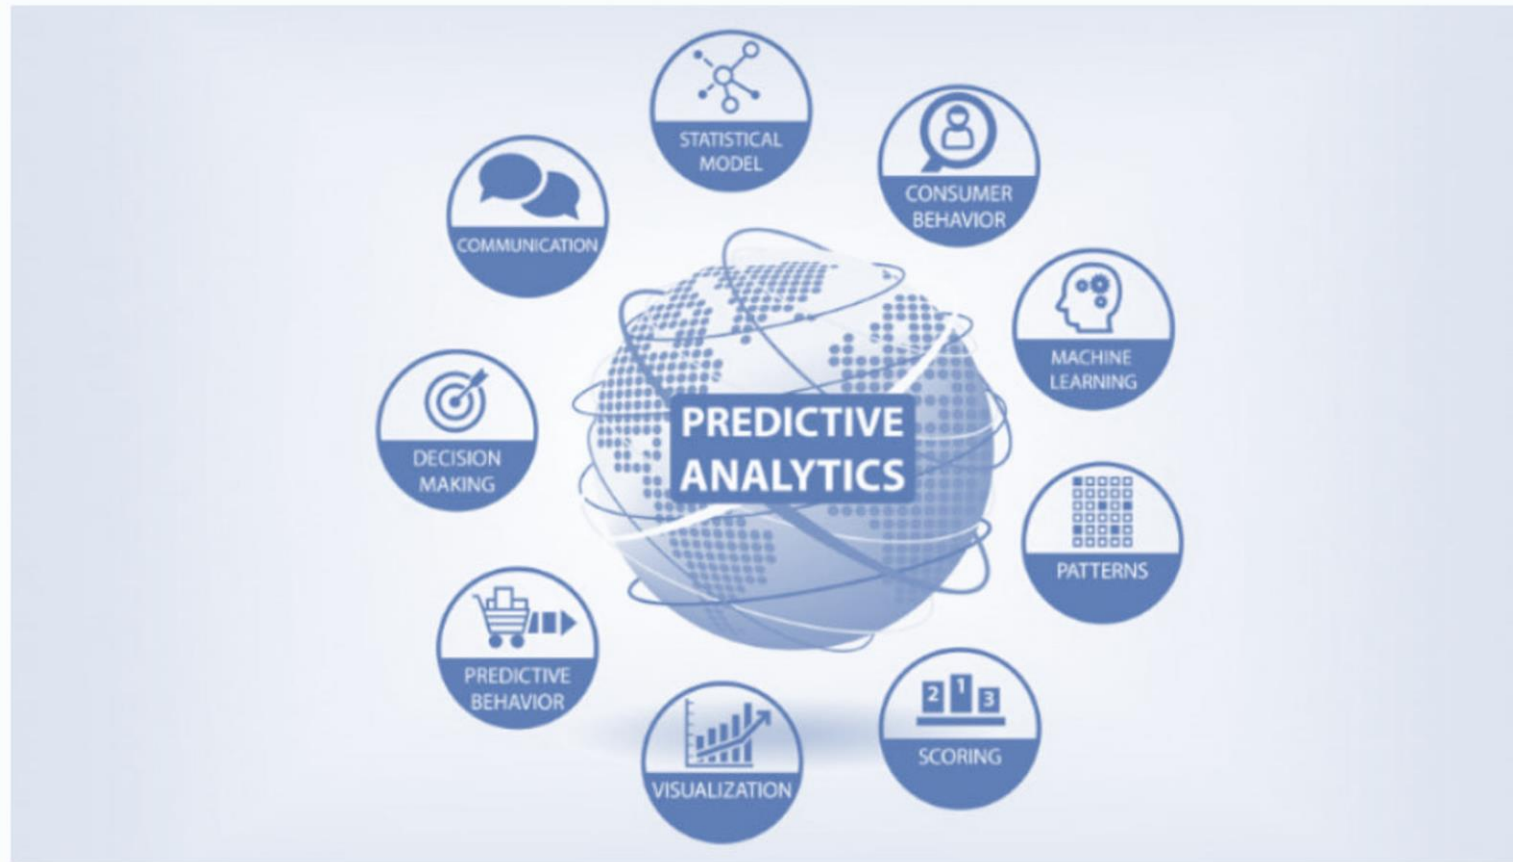 STATISTICAL
MODEL
CONSUMER
BEHAVIOR
COMMUNICATION
MACHINE
LEARNING
PREDICTIVE
ANALYTICS
DECISION
MAKING
PATTERNS
PREDICTIVE
BEHAVIOR
2 1 3
SCORING
VISUALIZATION